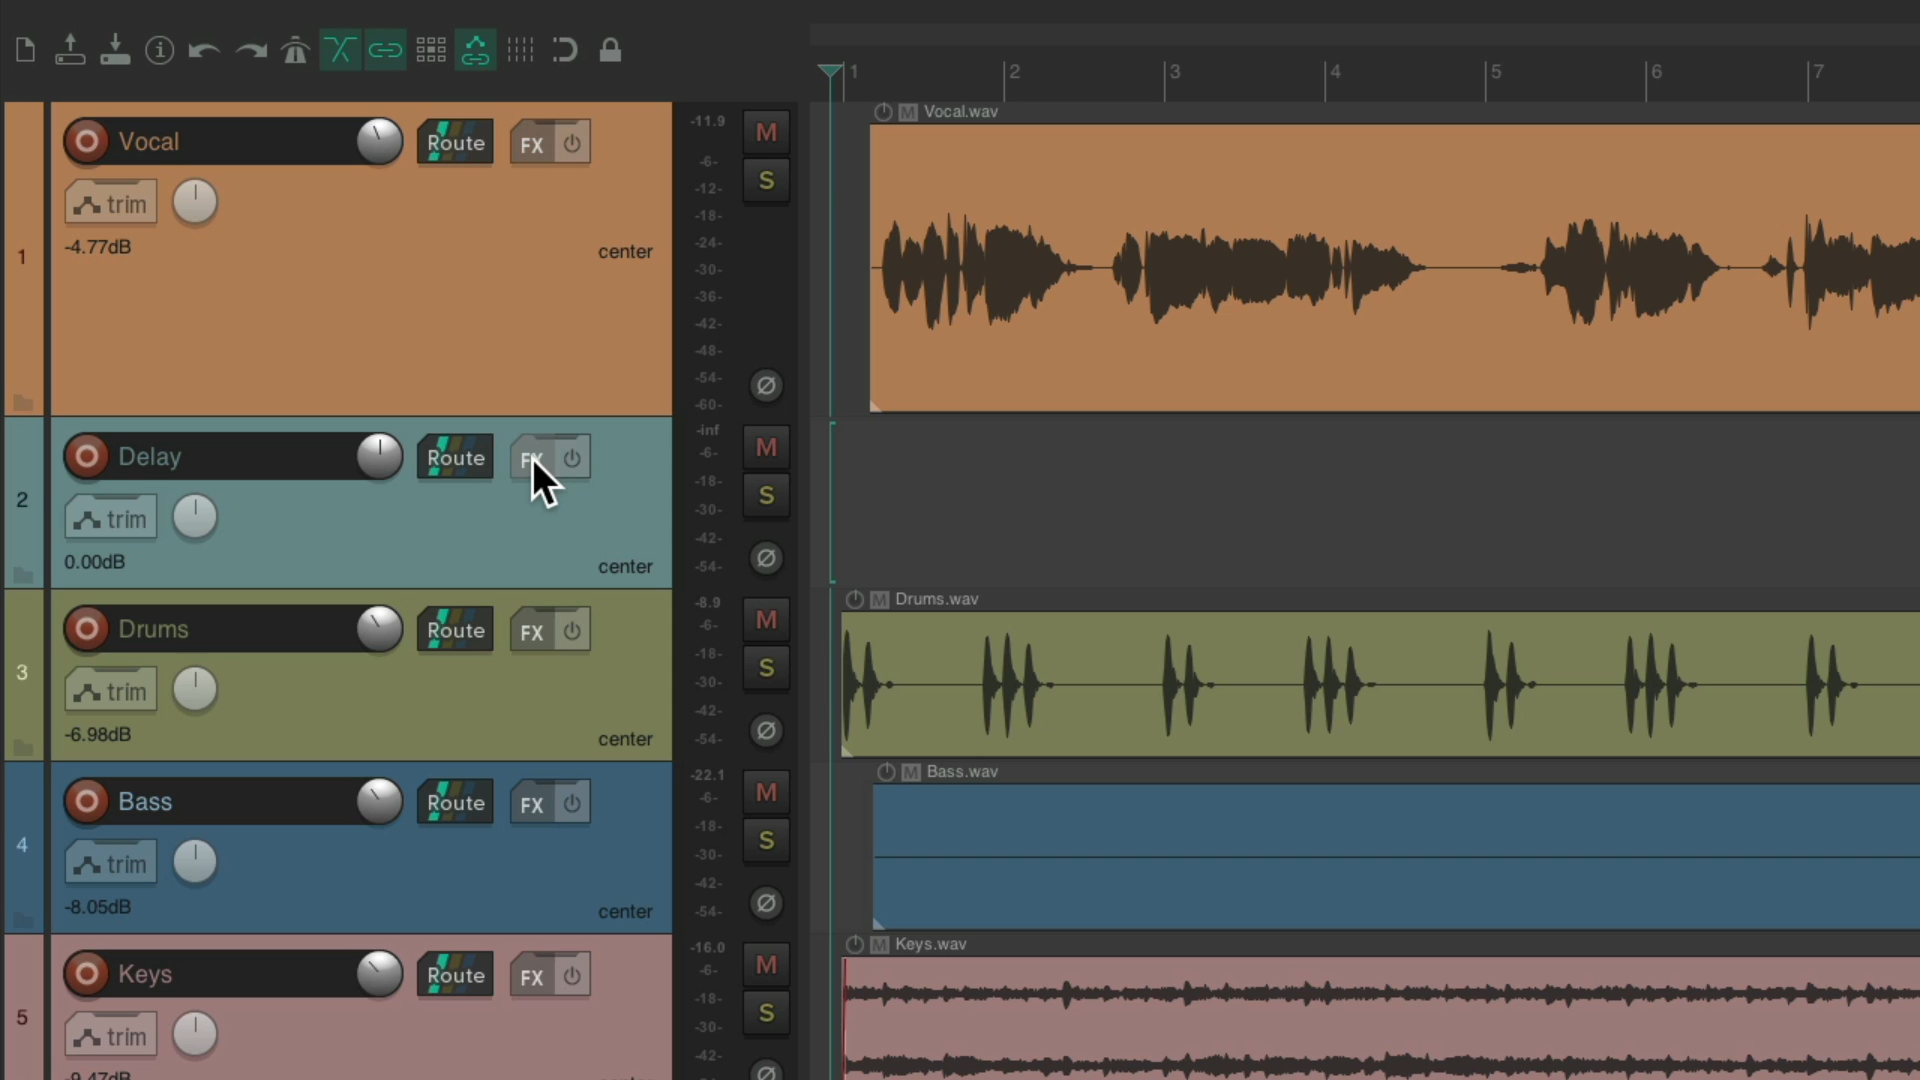 1 2 3 4 5 6 7
M Vocal.wav
1
Vocal
Route
FX
trim
-4.77dB
center
-11.9
-6-
-12-
-18-
-24-
-30-
-36-
-42-
-48-
-54-
-60-
M
S
2
Delay
Route
FX
trim
0.00dB
center
-inf
-6-
-18-
-30-
-42-
-54-
M
S
M Drums.wav
3
Drums
Route
FX
trim
-6.98dB
center
-8.9
-6-
-18-
-30-
-42-
-54-
M
S
M Bass.wav
4
Bass
Route
FX
trim
-8.05dB
center
-22.1
-6-
-18-
-30-
-42-
-54-
M
S
M Keys.wav
5
Keys
Route
FX
trim
-9.47dB
-16.0
-6-
-18-
-30-
-42-
M
S